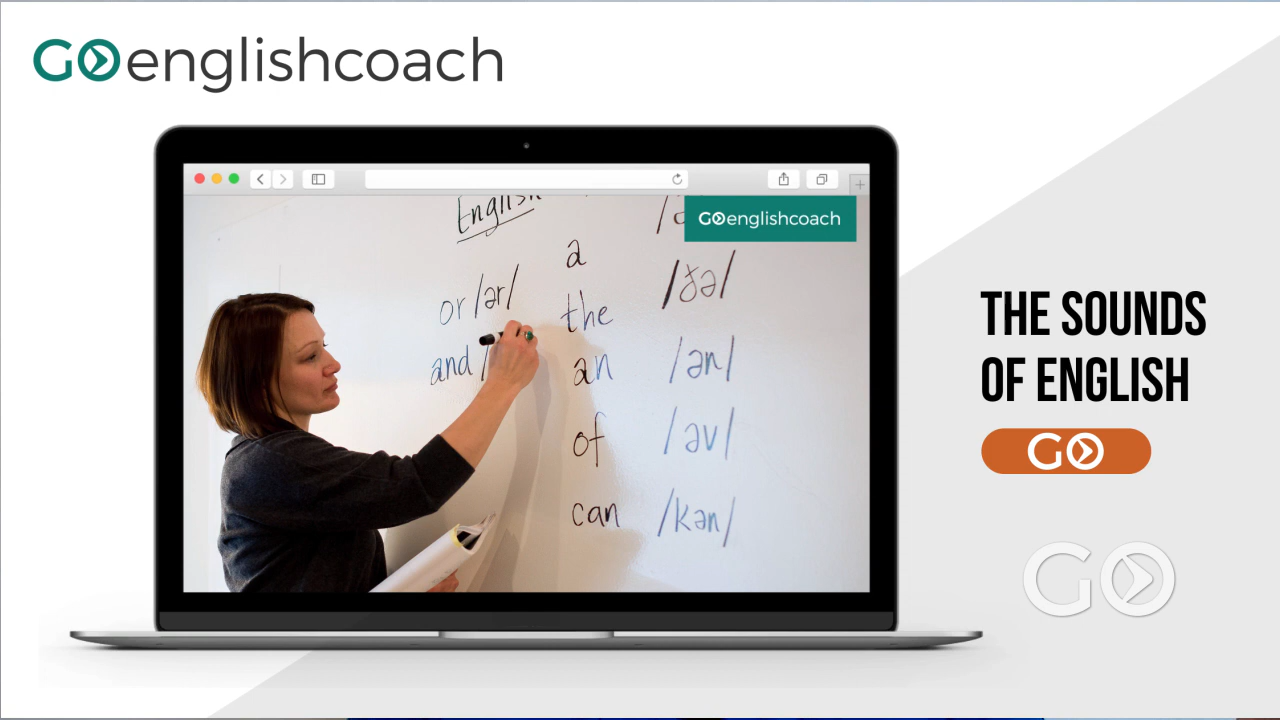 GOenglishcoach
English
GOenglishcoach
a
or /ər/
/ðə/
the
and /
an /ən/
of /əv/
can /kən/
THE SOUNDS
OF ENGLISH
GO
GO